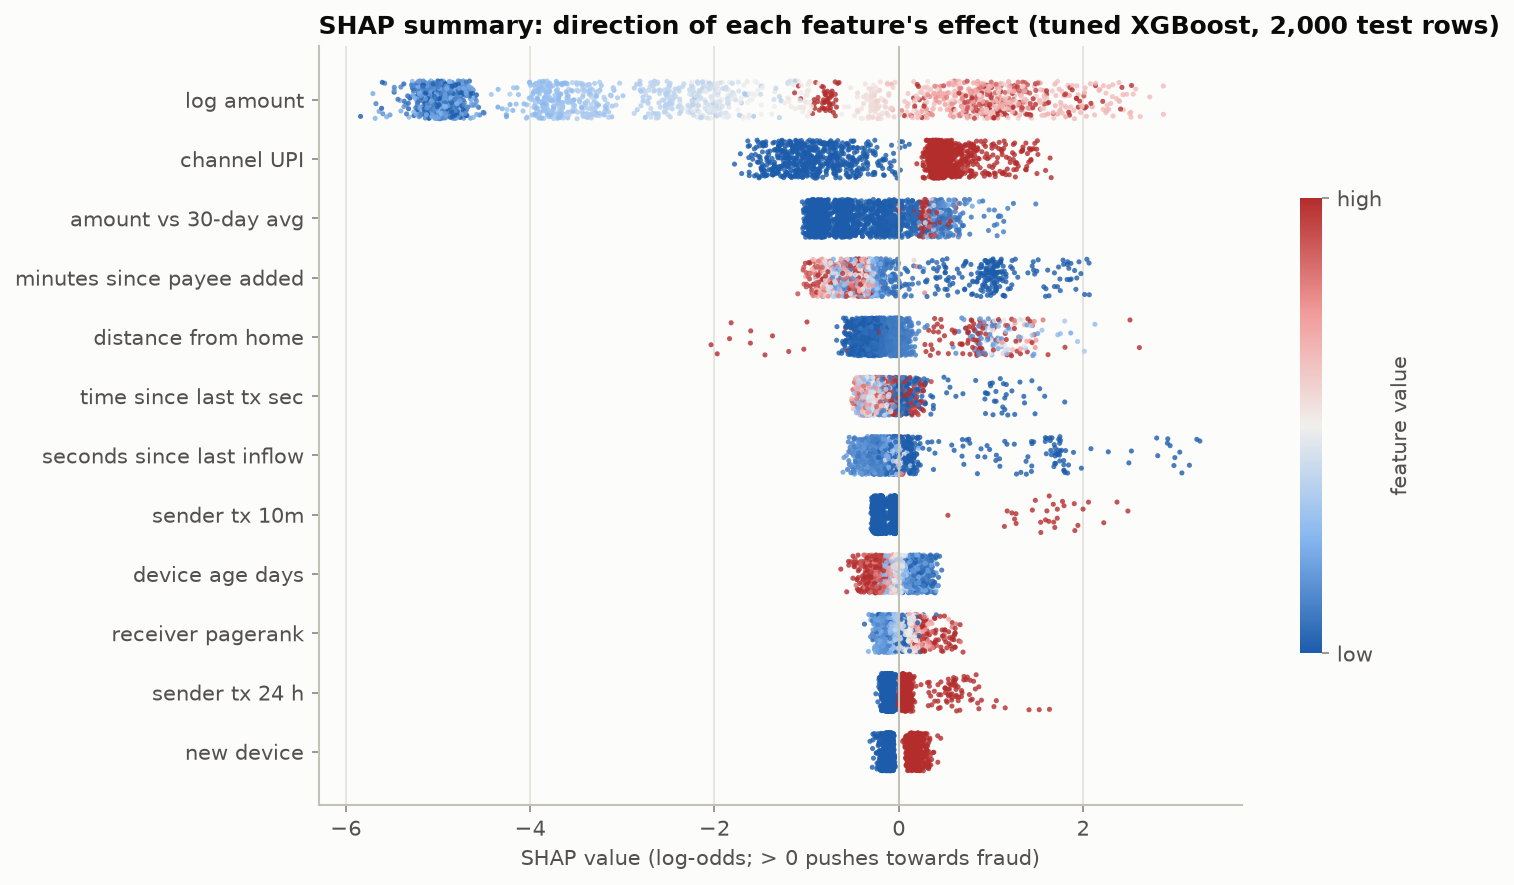 SHAP summary: direction of each feature's effect (tuned XGBoost, 2,000 test rows)
log amount
channel UPI
amount vs 30-day avg
minutes since payee added
distance from home
time since last tx sec
seconds since last inflow
sender tx 10m
device age days
receiver pagerank
sender tx 24 h
new device
−6 −4 −2 0 2
SHAP value (log-odds; > 0 pushes towards fraud)
high
feature value
low